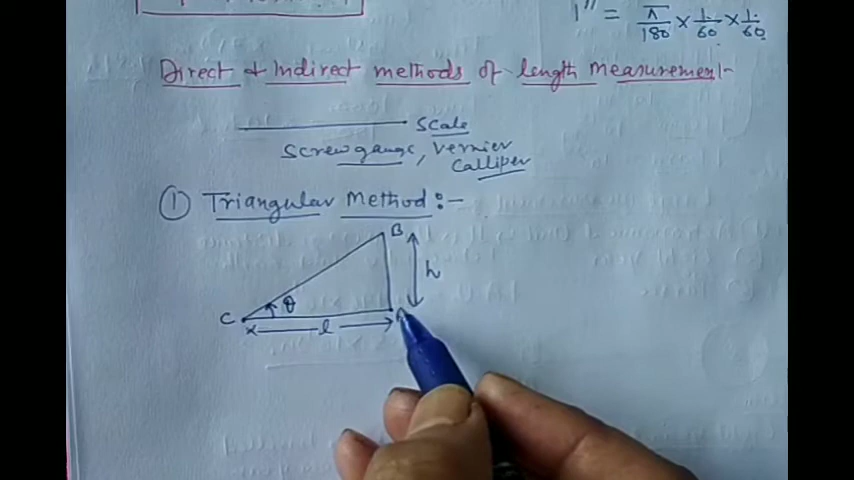 1" = π/180 × 1/60 × 1/60
Direct & Indirect methods of length measurement
scale
screw gauge, vernier
Calliper
① Triangular Method :-
B
h
θ
C
l
A